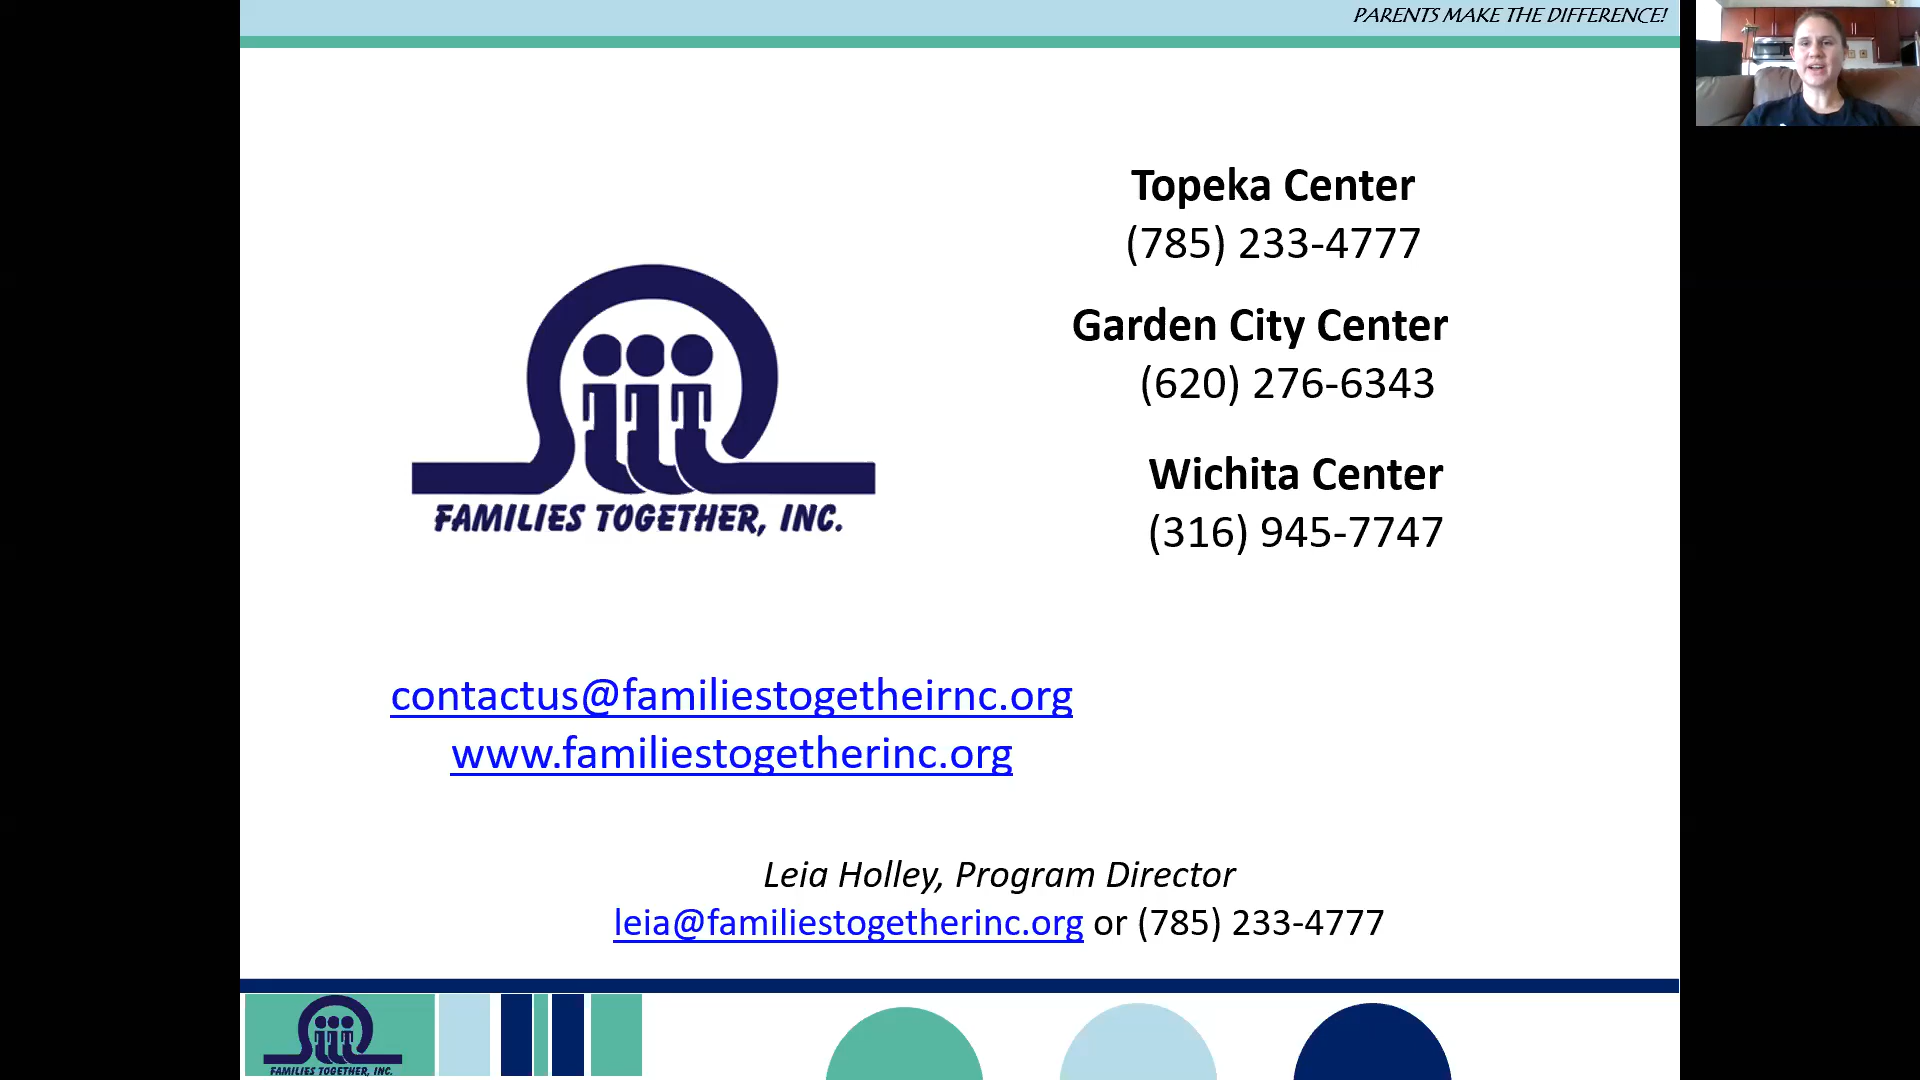 PARENTS MAKE THE DIFFERENCE!
Topeka Center
(785) 233-4777
Garden City Center
(620) 276-6343
Wichita Center
(316) 945-7747
FAMILIES TOGETHER, INC.
contactus@familiestogetheirnc.org
www.familiestogetherinc.org
Leia Holley, Program Director
leia@familiestogetherinc.org or (785) 233-4777
FAMILIES TOGETHER, INC.